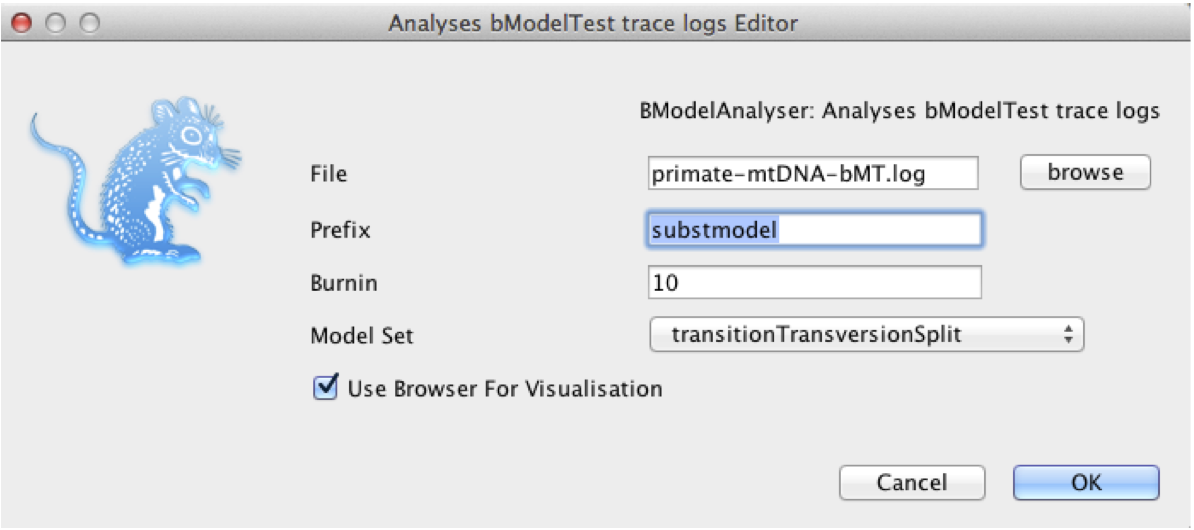 Analyses bModelTest trace logs Editor
BModelAnalyser: Analyses bModelTest trace logs
File primate-mtDNA-bMT.log browse
Prefix substmodel
Burnin 10
Model Set transitionTransversionSplit
Use Browser For Visualisation
Cancel OK